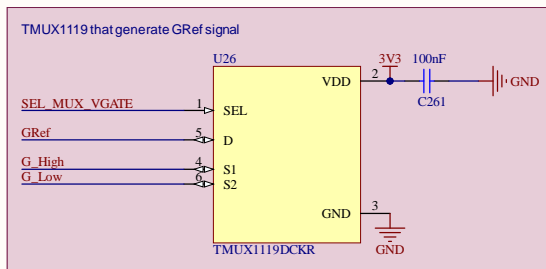 TMUX1119 that generate GRef signal
U26
3V3
100nF
VDD
2
GND
C261
SEL_MUX_VGATE
1
SEL
GRef
5
D
G_High
4
S1
G_Low
6
S2
GND
3
GND
TMUX1119DCKR